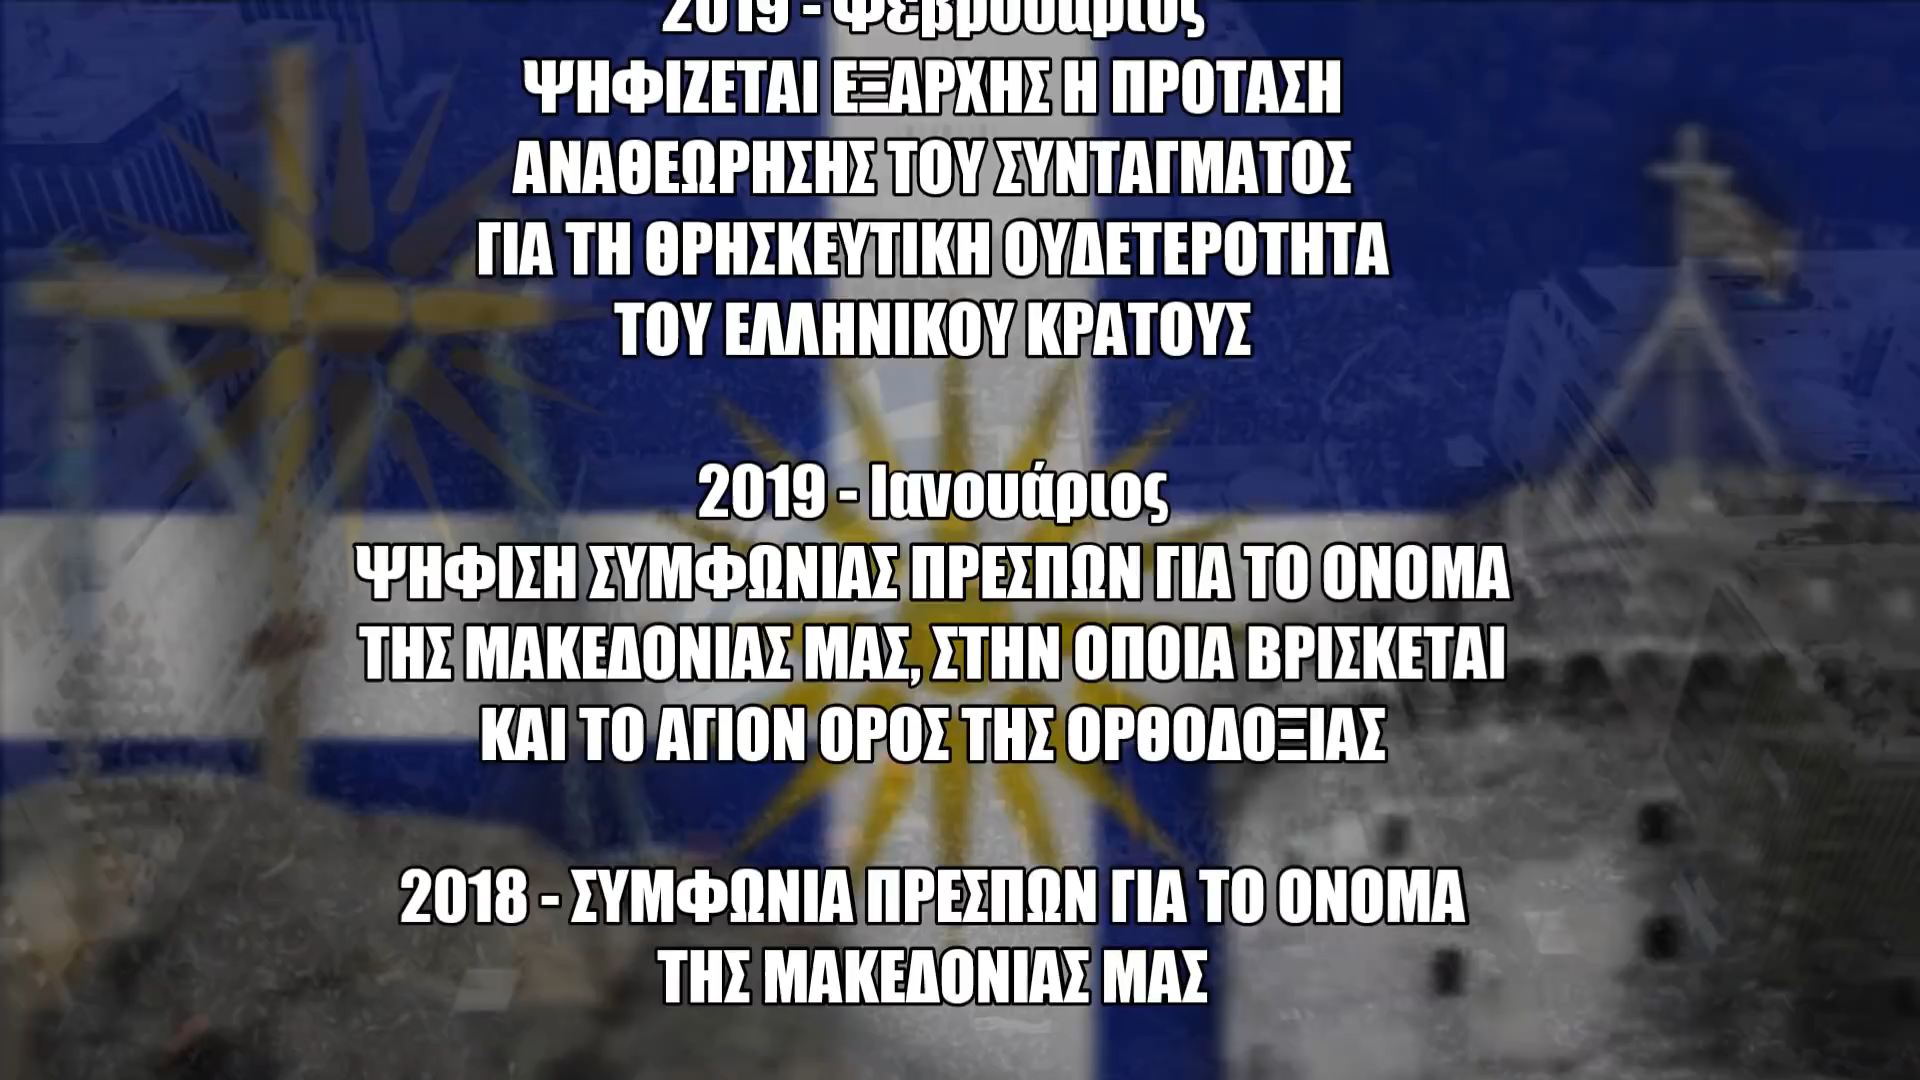 2019 - Φεβρουάριος
ΨΗΦΙΖΕΤΑΙ ΕΞΑΡΧΗΣ Η ΠΡΟΤΑΣΗ
ΑΝΑΘΕΩΡΗΣΗΣ ΤΟΥ ΣΥΝΤΑΓΜΑΤΟΣ
ΓΙΑ ΤΗ ΘΡΗΣΚΕΥΤΙΚΗ ΟΥΔΕΤΕΡΟΤΗΤΑ
ΤΟΥ ΕΛΛΗΝΙΚΟΥ ΚΡΑΤΟΥΣ
2019 - Ιανουάριος
ΨΗΦΙΣΗ ΣΥΜΦΩΝΙΑΣ ΠΡΕΣΠΩΝ ΓΙΑ ΤΟ ΟΝΟΜΑ
ΤΗΣ ΜΑΚΕΔΟΝΙΑΣ ΜΑΣ, ΣΤΗΝ ΟΠΟΙΑ ΒΡΙΣΚΕΤΑΙ
ΚΑΙ ΤΟ ΑΓΙΟΝ ΟΡΟΣ ΤΗΣ ΟΡΘΟΔΟΞΙΑΣ
2018 - ΣΥΜΦΩΝΙΑ ΠΡΕΣΠΩΝ ΓΙΑ ΤΟ ΟΝΟΜΑ
ΤΗΣ ΜΑΚΕΔΟΝΙΑΣ ΜΑΣ